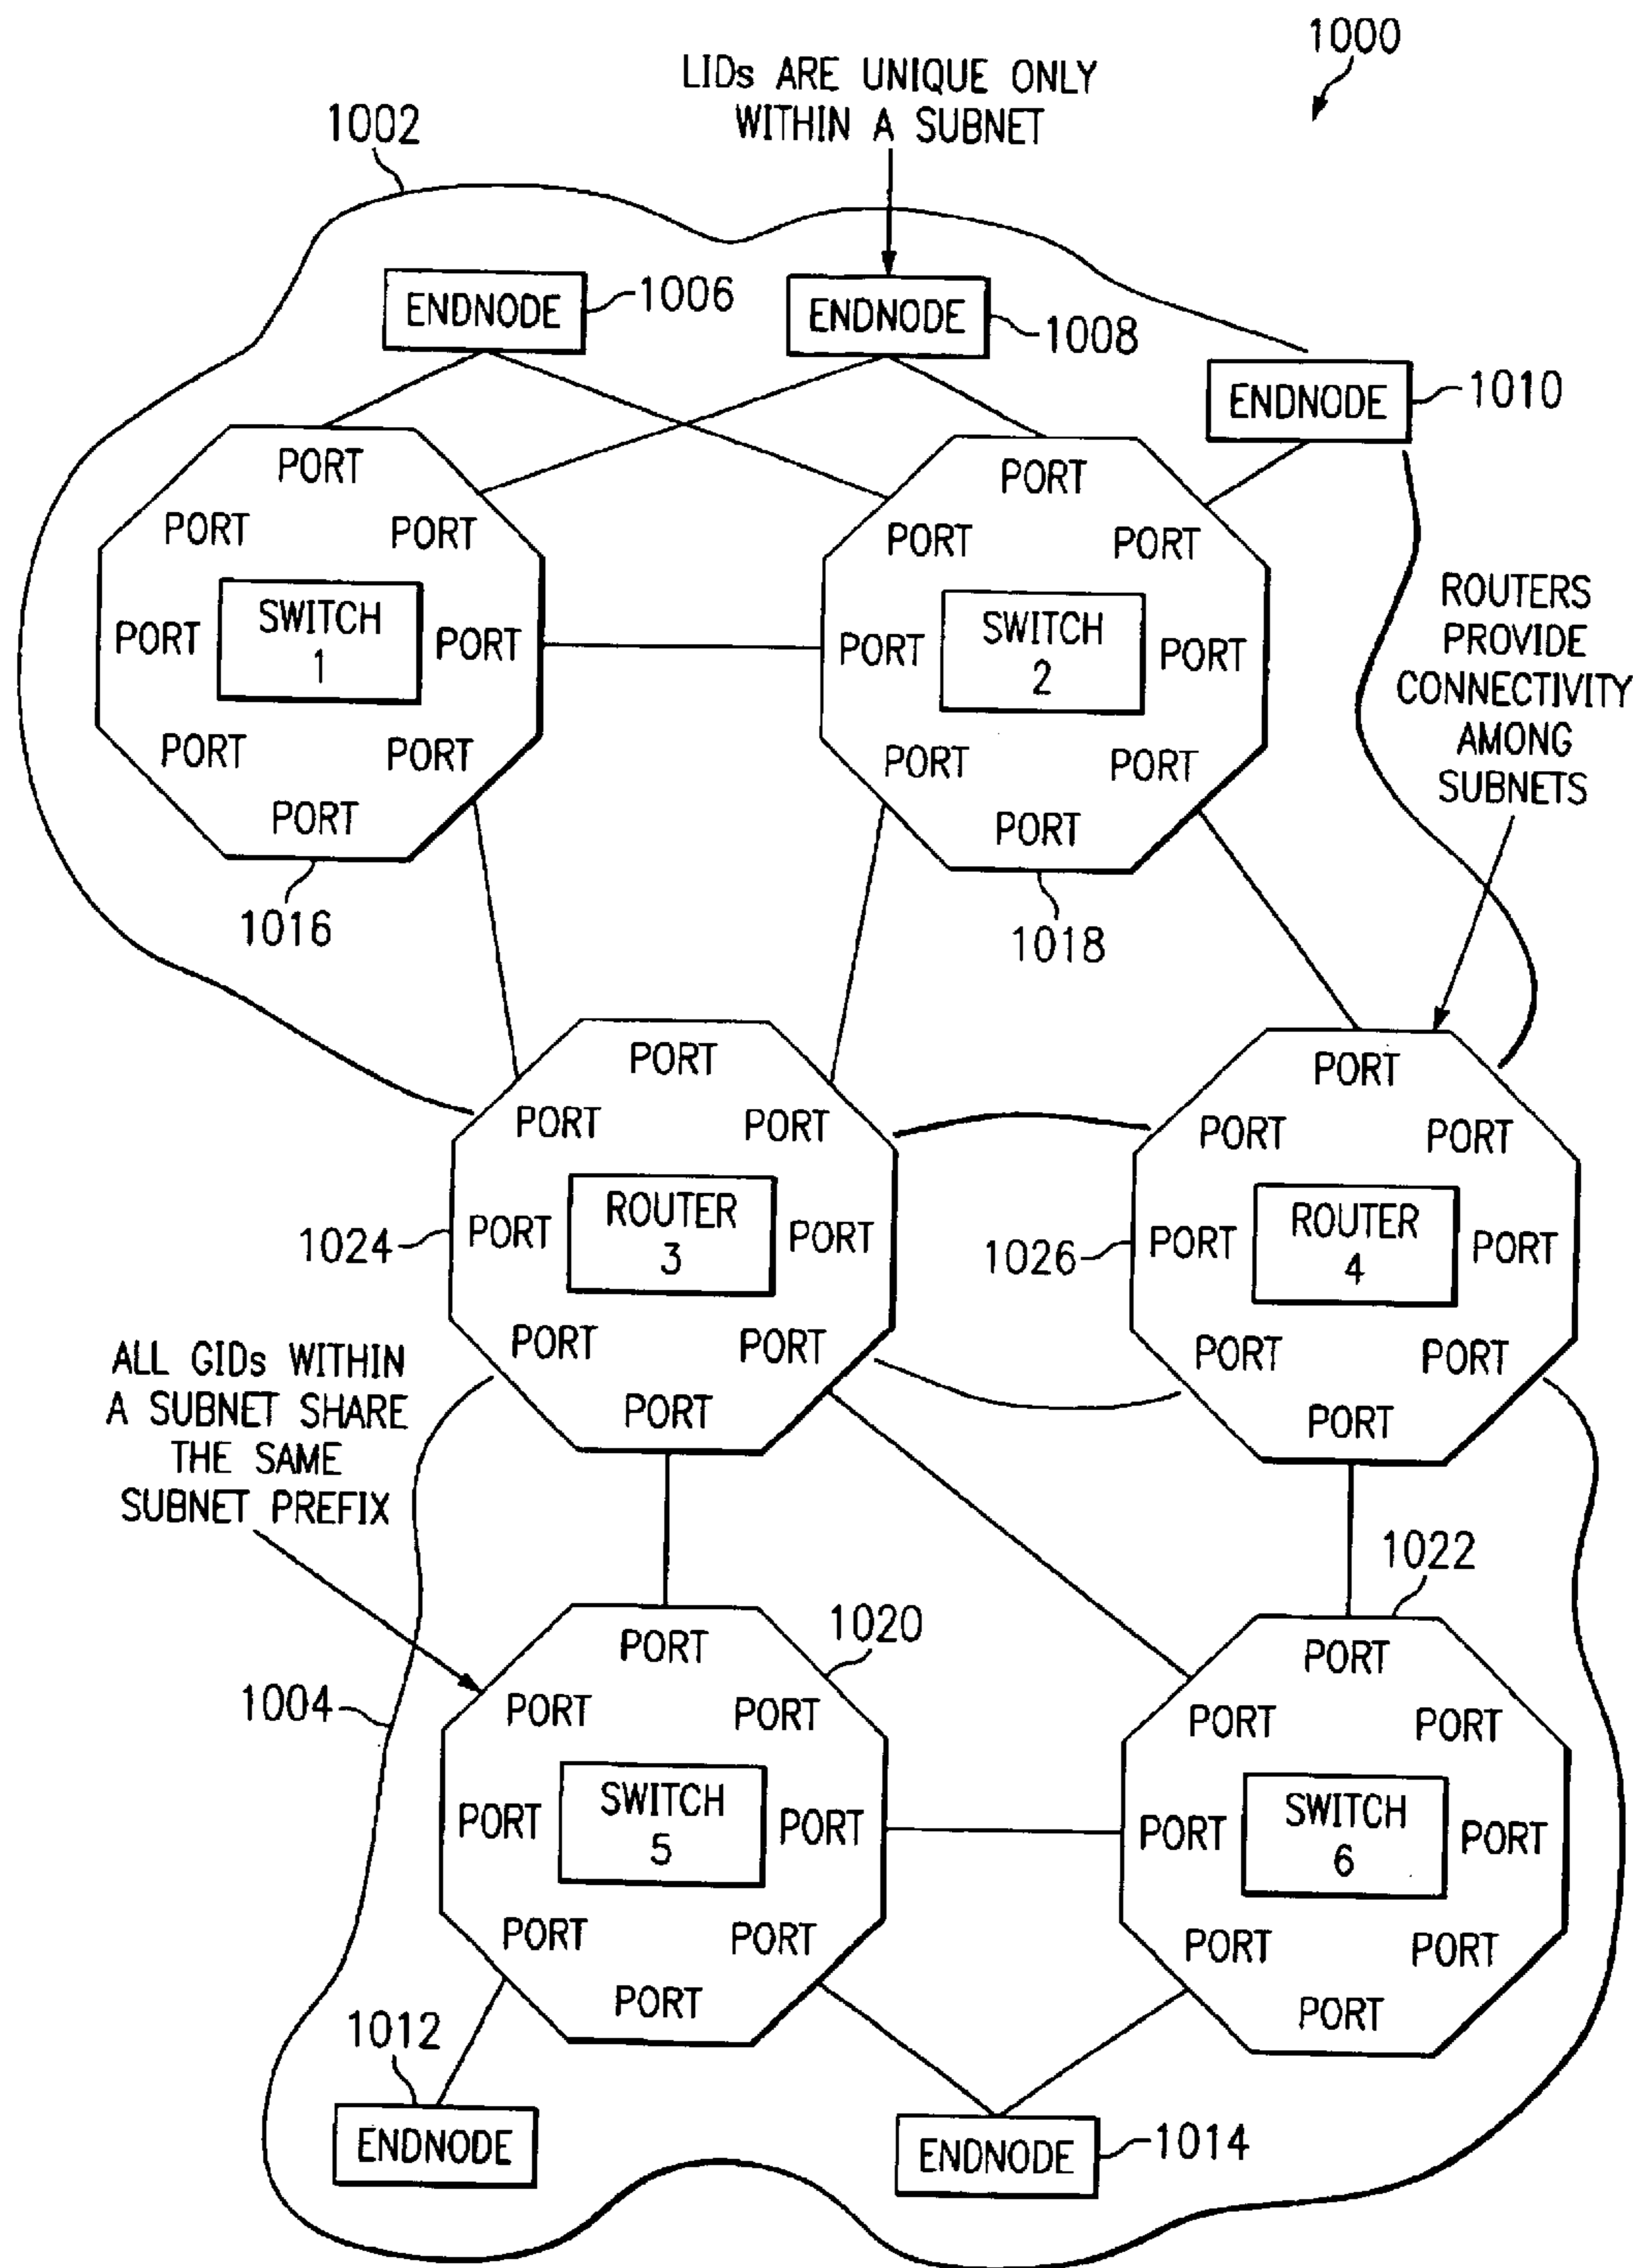 1000
LIDs ARE UNIQUE ONLY
WITHIN A SUBNET
1002
ENDNODE
1006
ENDNODE
1008
ENDNODE
1010
PORT
PORT
PORT
PORT
SWITCH
1
PORT
PORT
PORT
PORT
1016
PORT
PORT
PORT
PORT
SWITCH
2
PORT
PORT
PORT
PORT
1018
ROUTERS
PROVIDE
CONNECTIVITY
AMONG
SUBNETS
PORT
PORT
PORT
1024
PORT
ROUTER
3
PORT
PORT
PORT
PORT
PORT
PORT
PORT
1026
PORT
ROUTER
4
PORT
PORT
PORT
PORT
ALL GIDs WITHIN
A SUBNET SHARE
THE SAME
SUBNET PREFIX
1004
1020
PORT
PORT
PORT
PORT
SWITCH
5
PORT
PORT
PORT
PORT
1022
PORT
PORT
PORT
PORT
SWITCH
6
PORT
PORT
PORT
PORT
1012
ENDNODE
ENDNODE
1014